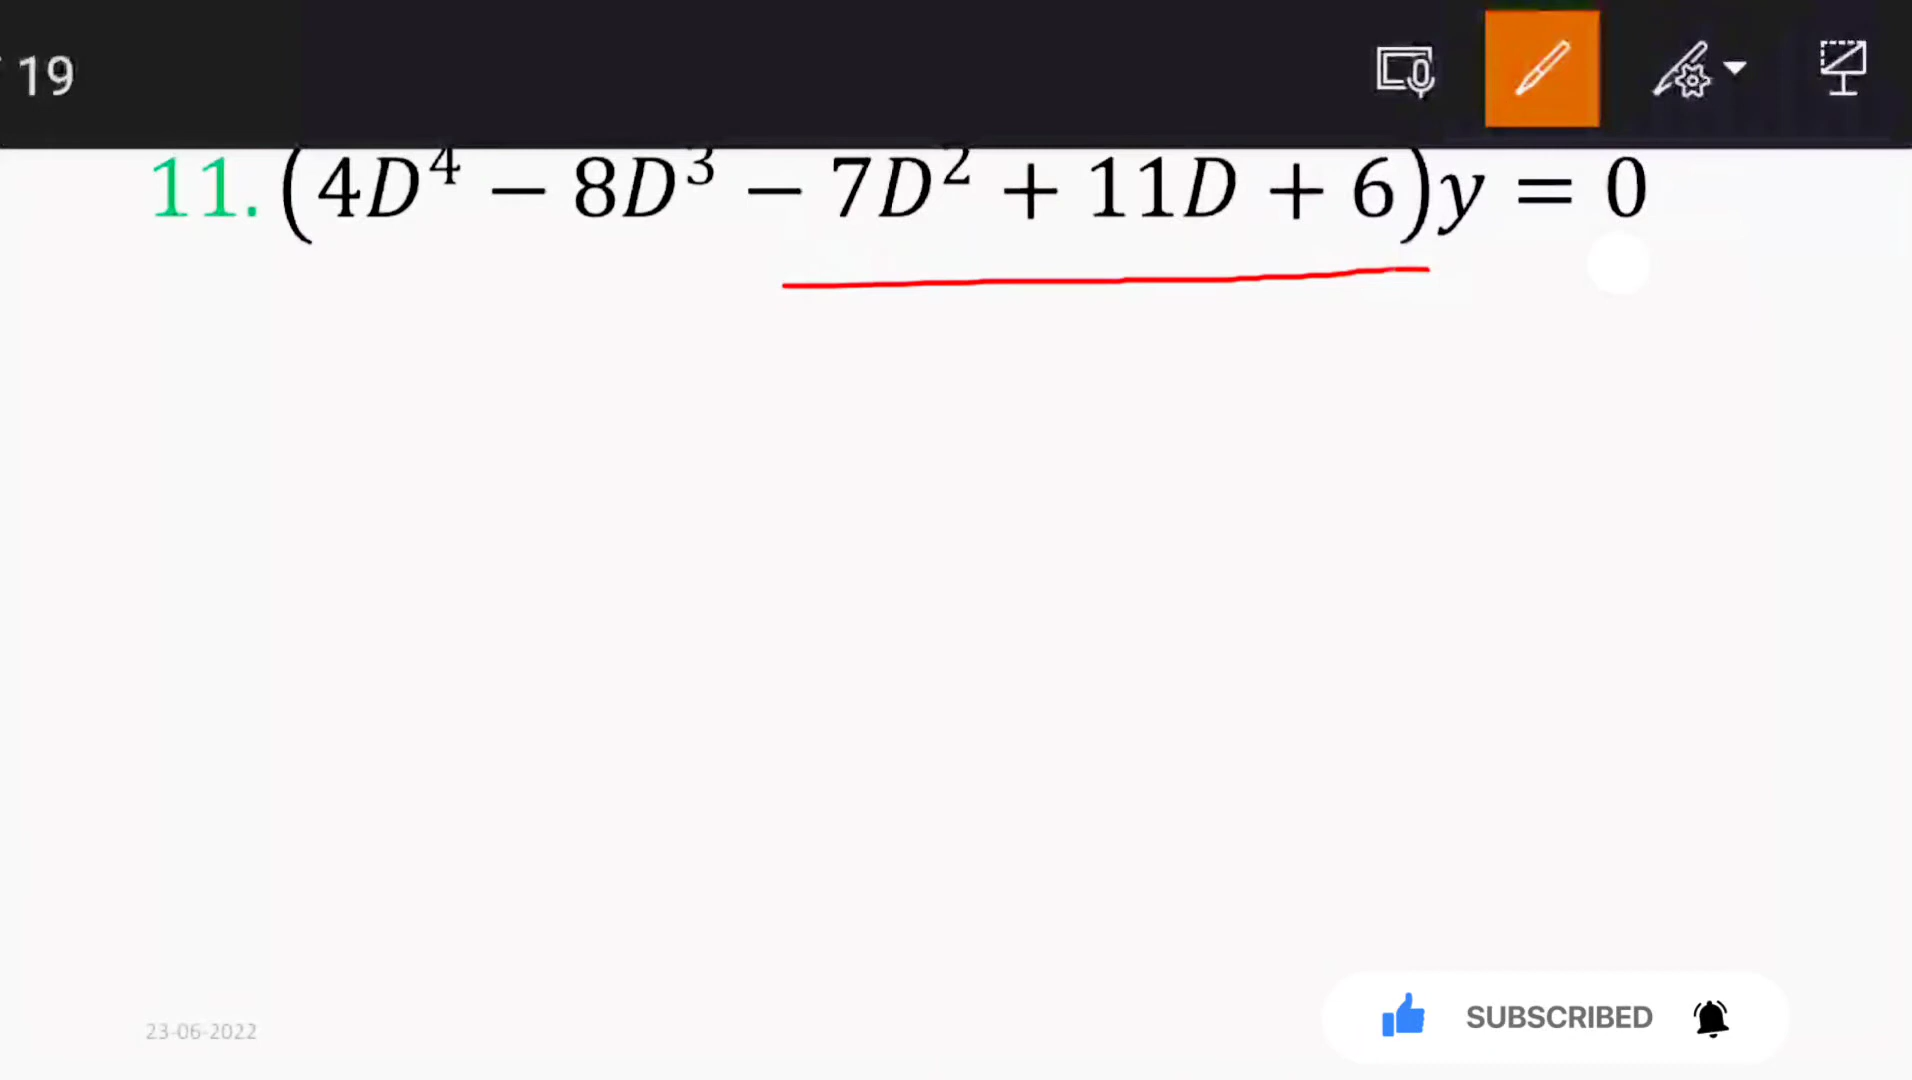 19
11. (4D⁴ − 8D³ − 7D² + 11D + 6)y = 0
23-06-2022
SUBSCRIBED